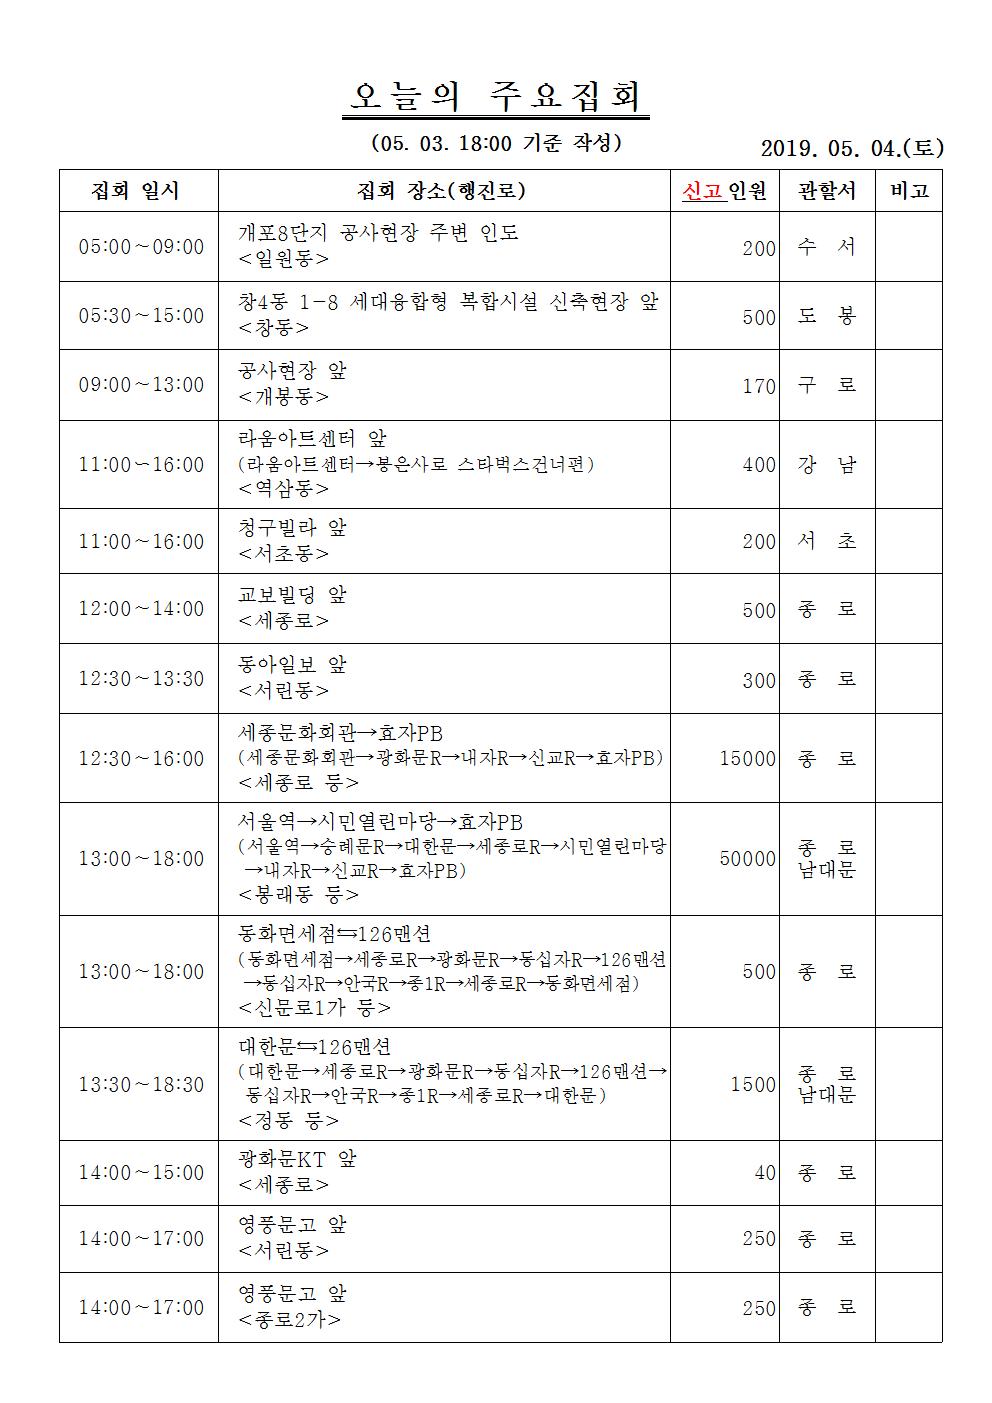 오늘의 주요집회
(05. 03. 18:00 기준 작성)
2019. 05. 04.(토)
집회 일시 집회 장소(행진로) 신고인원 관할서 비고
05:00~09:00 개포8단지 공사현장 주변 인도
<일원동> 200 수 서
05:30~15:00 창4동 1-8 세대융합형 복합시설 신축현장 앞
<창동> 500 도 봉
09:00~13:00 공사현장 앞
<개봉동> 170 구 로
11:00~16:00 라움아트센터 앞
(라움아트센터→봉은사로 스타벅스건너편)
<역삼동> 400 강 남
11:00~16:00 청구빌라 앞
<서초동> 200 서 초
12:00~14:00 교보빌딩 앞
<세종로> 500 종 로
12:30~13:30 동아일보 앞
<서린동> 300 종 로
12:30~16:00 세종문화회관→효자PB
(세종문화회관→광화문R→내자R→신교R→효자PB)
<세종로 등> 15000 종 로
13:00~18:00 서울역→시민열린마당→효자PB
(서울역→숭례문R→대한문→세종로R→시민열린마당
→내자R→신교R→효자PB)
<봉래동 등> 50000 종 로
남대문
13:00~18:00 동화면세점⇆126맨션
(동화면세점→세종로R→광화문R→동십자R→126맨션
→동십자R→안국R→종1R→세종로R→동화면세점)
<신문로1가 등> 500 종 로
13:30~18:30 대한문⇆126맨션
(대한문→세종로R→광화문R→동십자R→126맨션→
동십자R→안국R→종1R→세종로R→대한문)
<정동 등> 1500 종 로
남대문
14:00~15:00 광화문KT 앞
<세종로> 40 종 로
14:00~17:00 영풍문고 앞
<서린동> 250 종 로
14:00~17:00 영풍문고 앞
<종로2가> 250 종 로